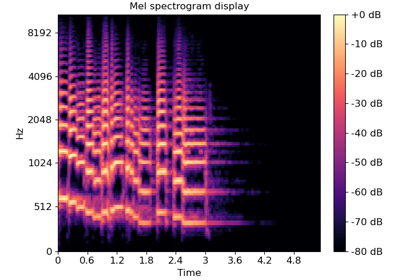 Mel spectrogram display
8192
4096
2048
1024
512
0
Hz
0 0.6 1.2 1.8 2.4 3 3.6 4.2 4.8
Time
+0 dB
-10 dB
-20 dB
-30 dB
-40 dB
-50 dB
-60 dB
-70 dB
-80 dB